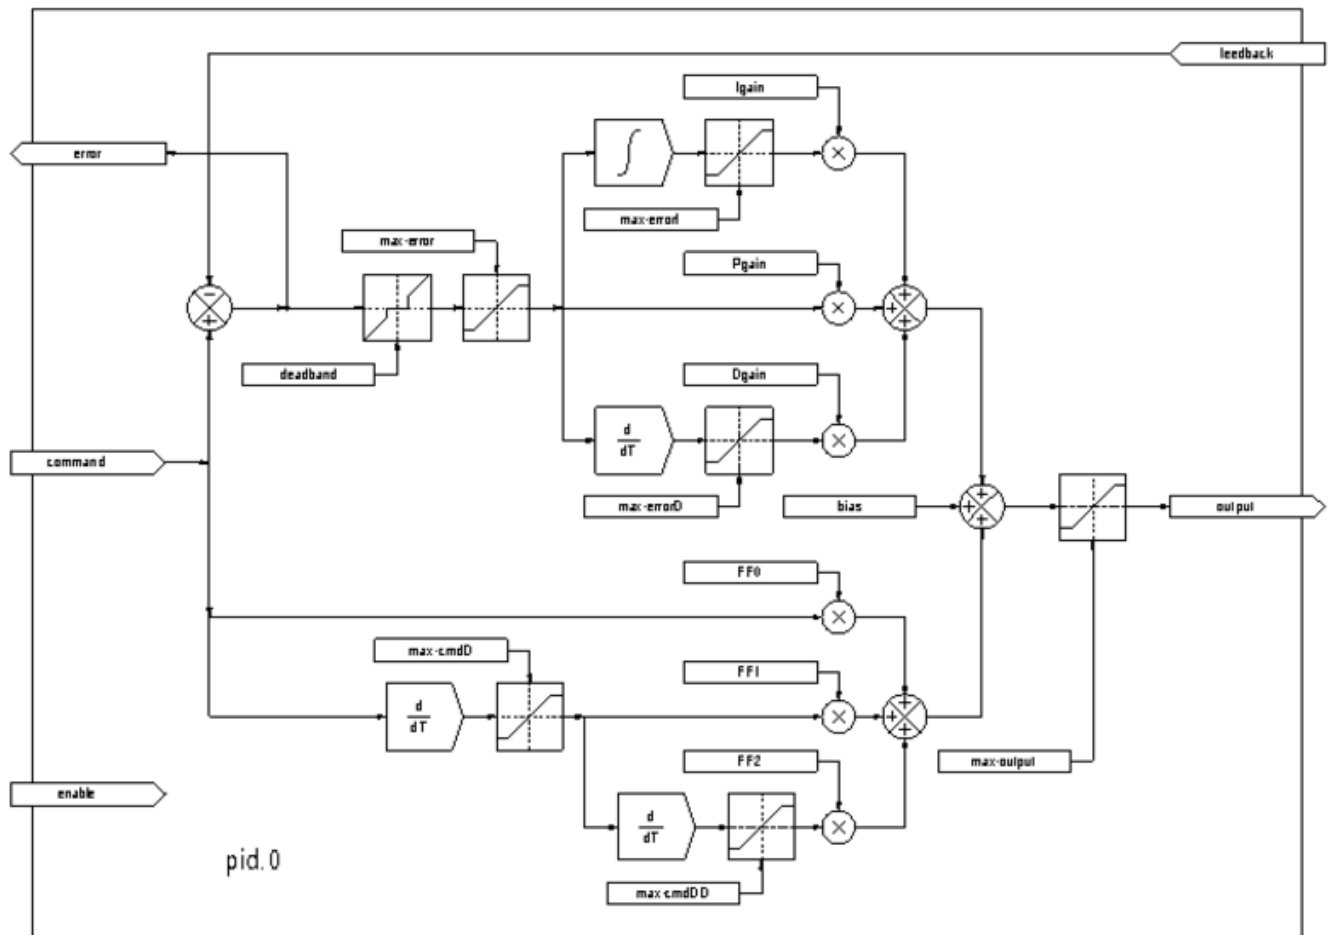 feedback
Igain
error
max-errorI
max-error
Pgain
deadband
Dgain
command
d
dT
max-errorD
bias
output
FF0
max-cmdD
FF1
d
dT
FF2
max-output
enable
d
dT
pid.0
max-cmdDD